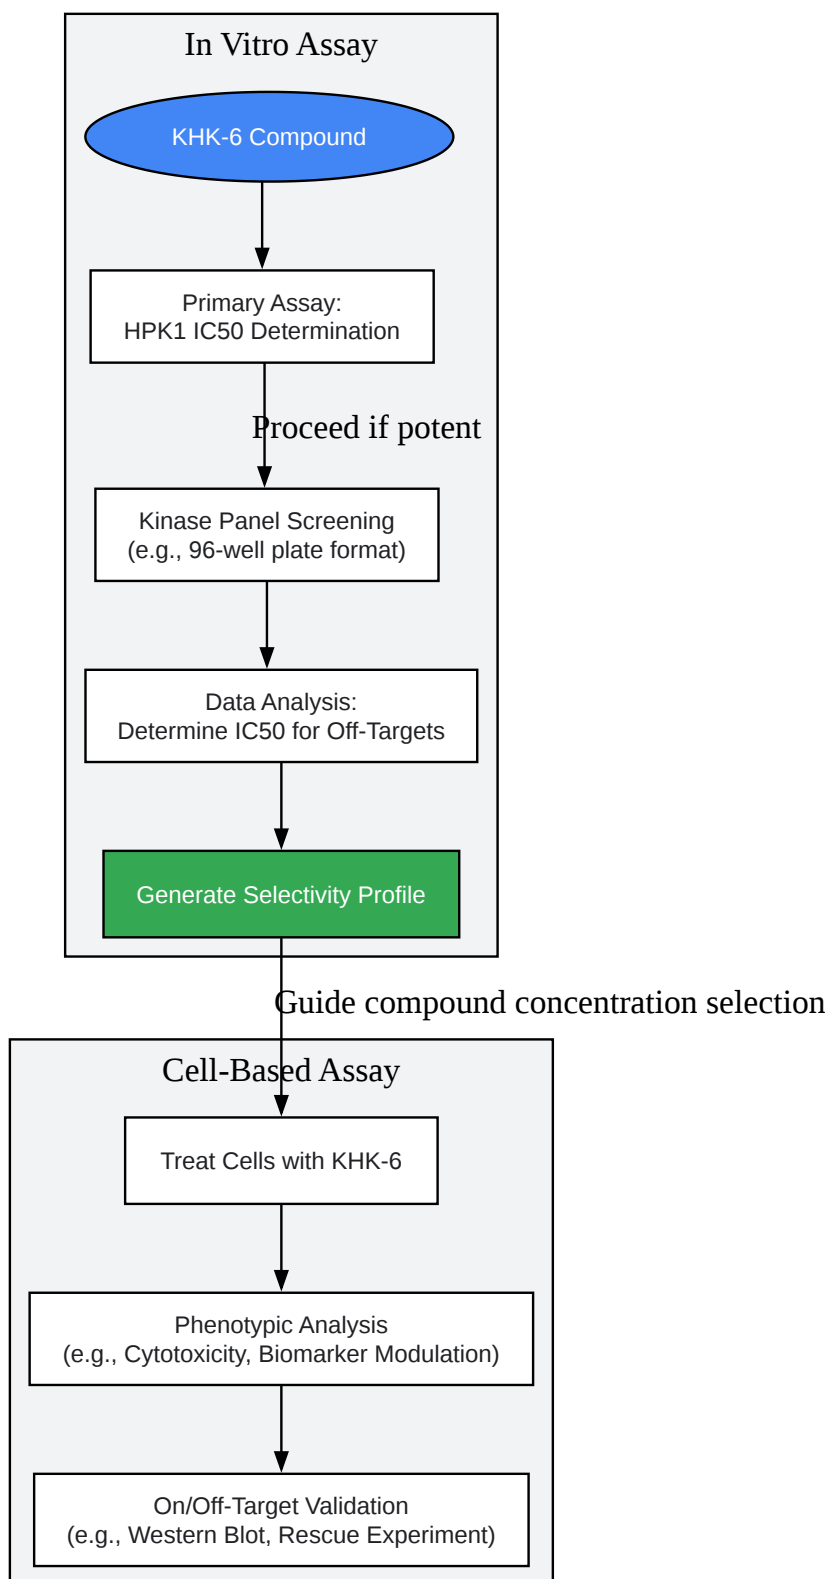 In Vitro Assay
KHK-6 Compound
Primary Assay:
HPK1 IC50 Determination
Proceed if potent
Kinase Panel Screening
(e.g., 96-well plate format)
Data Analysis:
Determine IC50 for Off-Targets
Generate Selectivity Profile
Guide compound concentration selection
Cell-Based Assay
Treat Cells with KHK-6
Phenotypic Analysis
(e.g., Cytotoxicity, Biomarker Modulation)
On/Off-Target Validation
(e.g., Western Blot, Rescue Experiment)